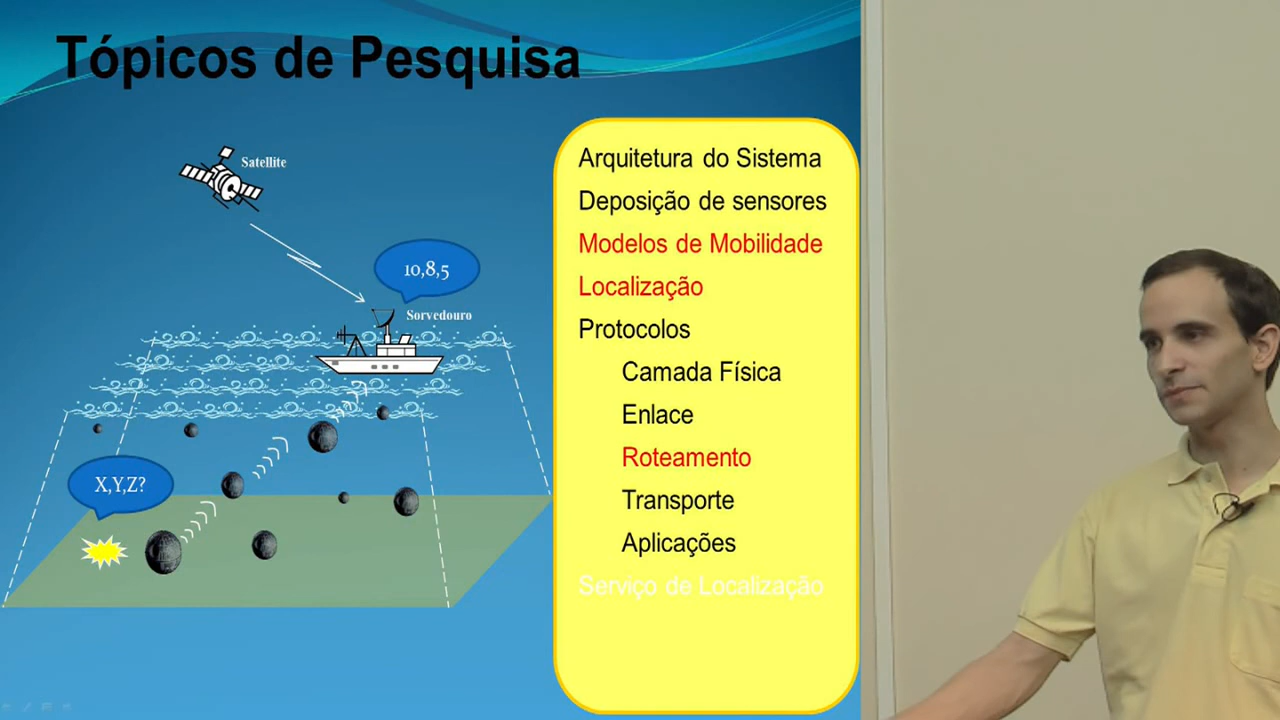 Tópicos de Pesquisa
Satellite
10,8,5
Sorvedouro
X,Y,Z?
Arquitetura do Sistema
Deposição de sensores
Modelos de Mobilidade
Localização
Protocolos
Camada Física
Enlace
Roteamento
Transporte
Aplicações
Serviço de Localização